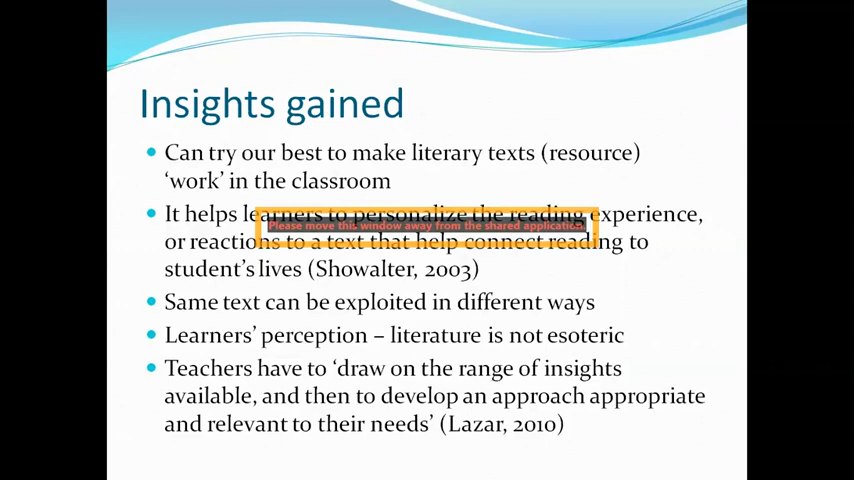 Insights gained
• Can try our best to make literary texts (resource)
‘work’ in the classroom
• It helps learners to personalize the reading experience,
Please move this window away from the shared application.
or reactions to a text that help connect reading to
student’s lives (Showalter, 2003)
• Same text can be exploited in different ways
• Learners’ perception – literature is not esoteric
• Teachers have to ‘draw on the range of insights
available, and then to develop an approach appropriate
and relevant to their needs’ (Lazar, 2010)